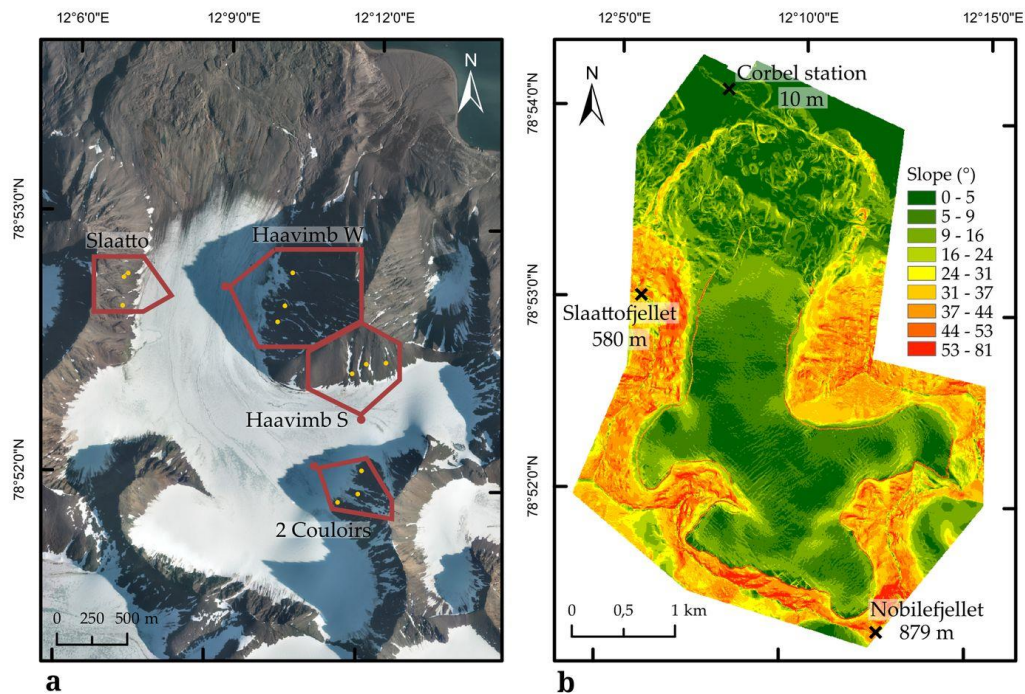 12°6'0"E
12°9'0"E
12°12'0"E
78°53'0"N
78°52'0"N
N
Slaatto
Haavimb W
Haavimb S
2 Couloirs
0 250 500 m
a
12°5'0"E
12°10'0"E
12°15'0"E
78°54'0"N
78°53'0"N
78°52'0"N
N
Corbel station
10 m
Slope (°)
0 - 5
5 - 9
9 - 16
16 - 24
24 - 31
31 - 37
37 - 44
44 - 53
53 - 81
Slaattofjellet
580 m
Nobilefjellet
879 m
0 0,5 1 km
b